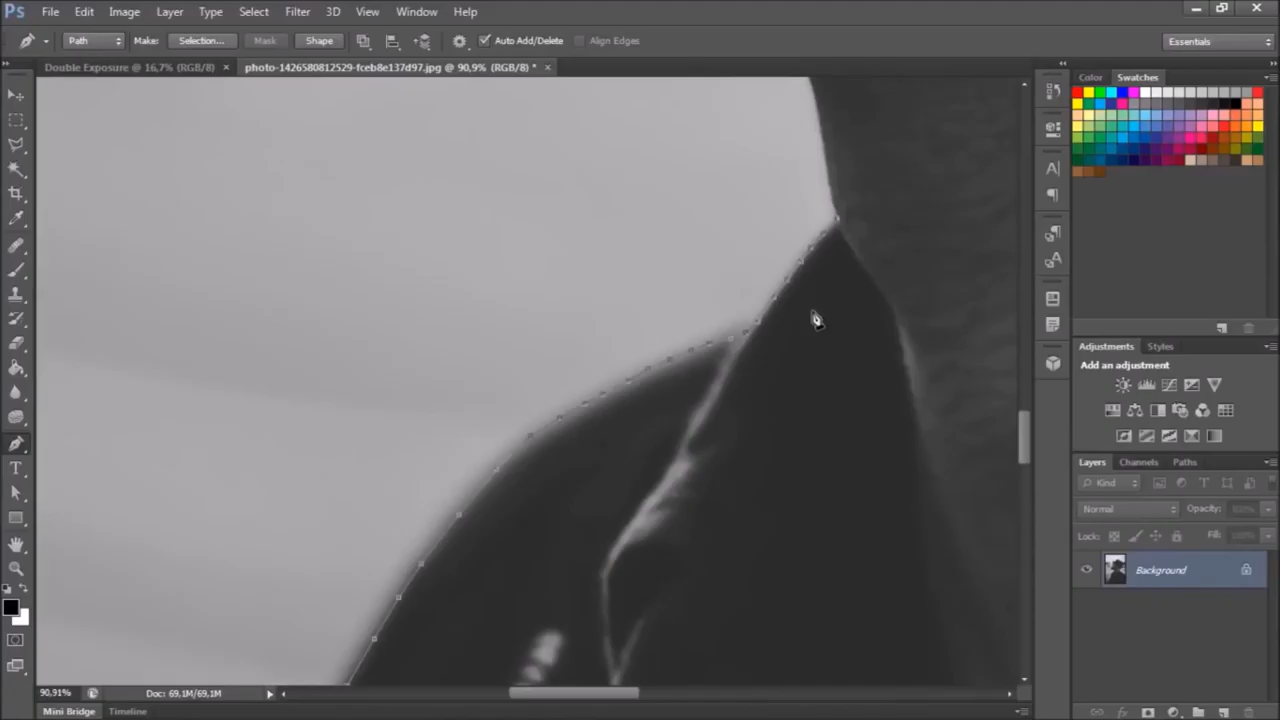 Ps File Edit Image Layer Type Select Filter 3D View Window Help
Path Make: Selection... Mask Shape Auto Add/Delete Align Edges Essentials
Double Exposure @ 16,7% (RGB/8) × photo-1426580812529-fceb8e137d97.jpg @ 90,9% (RGB/8) * ×
Color Swatches
Adjustments Styles
Add an adjustment
Layers Channels Paths
Kind
Normal Opacity: 100%
Lock: Fill: 100%
Background
90,91% Doc: 69,1M/69,1M
Mini Bridge Timeline